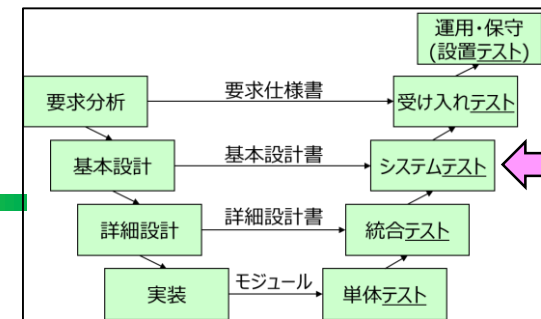 運用・保守
(設置テスト)
要求分析
要求仕様書
受け入れテスト
基本設計
基本設計書
システムテスト
詳細設計
詳細設計書
統合テスト
実装
モジュール
単体テスト